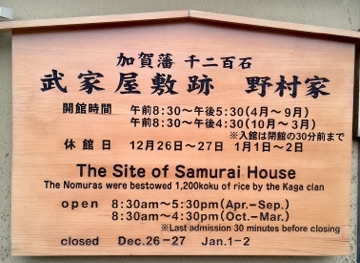 加賀藩 千二百石
武家屋敷跡 野村家
開館時間 午前8:30～午後5:30(4月～9月)
午前8:30～午後4:30(10月～3月)
※入館は閉館の30分前まで
休館日 12月26日～27日 1月1日～2日
The Site of Samurai House
The Nomuras were bestowed 1,200koku of rice by the Kaga clan
open 8:30am～5:30pm(Apr.-Sep.)
8:30am～4:30pm(Oct.-Mar.)
※Last admission 30 minutes before closing
closed Dec.26-27 Jan.1-2